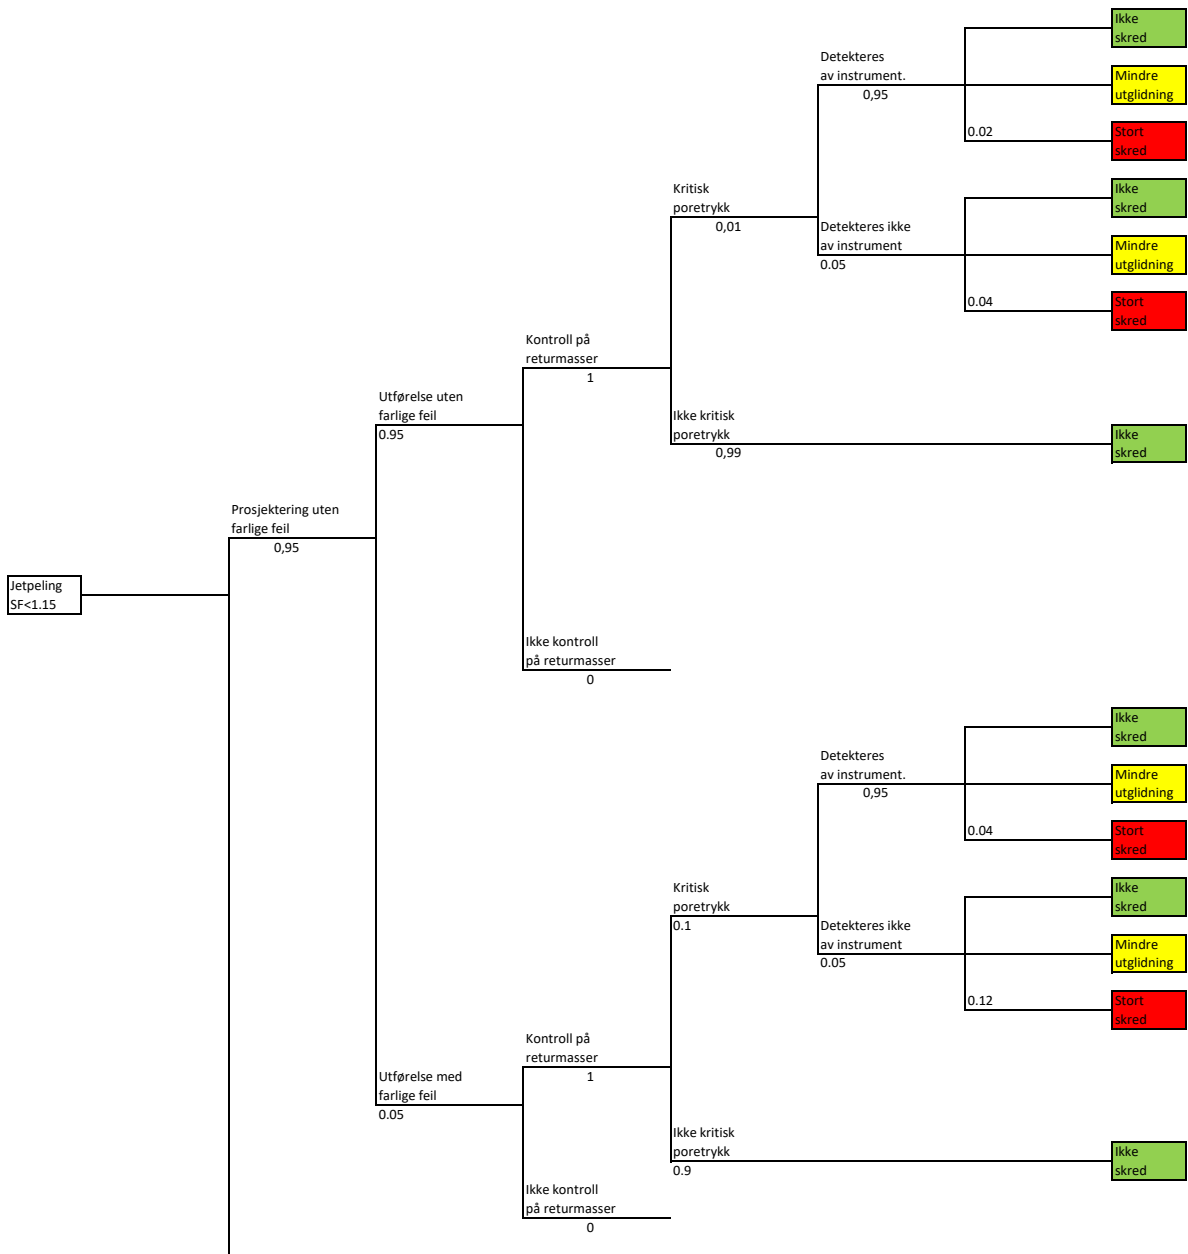 Ikke
skred
Detekteres
av instrument.
0,95
Mindre
utglidning
0.02
Stort
skred
Kritisk
poretrykk
0,01
Ikke
skred
Detekteres ikke
av instrument
0.05
Mindre
utglidning
0.04
Stort
skred
Kontroll på
returmasser
1
Utførelse uten
farlige feil
0.95
Ikke kritisk
poretrykk
0,99
Ikke
skred
Prosjektering uten
farlige feil
0,95
Jetpeling
SF<1.15
Ikke kontroll
på returmasser
0
Ikke
skred
Detekteres
av instrument.
0,95
Mindre
utglidning
0.04
Stort
skred
Kritisk
poretrykk
0.1
Ikke
skred
Detekteres ikke
av instrument
0.05
Mindre
utglidning
0.12
Stort
skred
Kontroll på
returmasser
1
Utførelse med
farlige feil
0.05
Ikke kritisk
poretrykk
0.9
Ikke
skred
Ikke kontroll
på returmasser
0